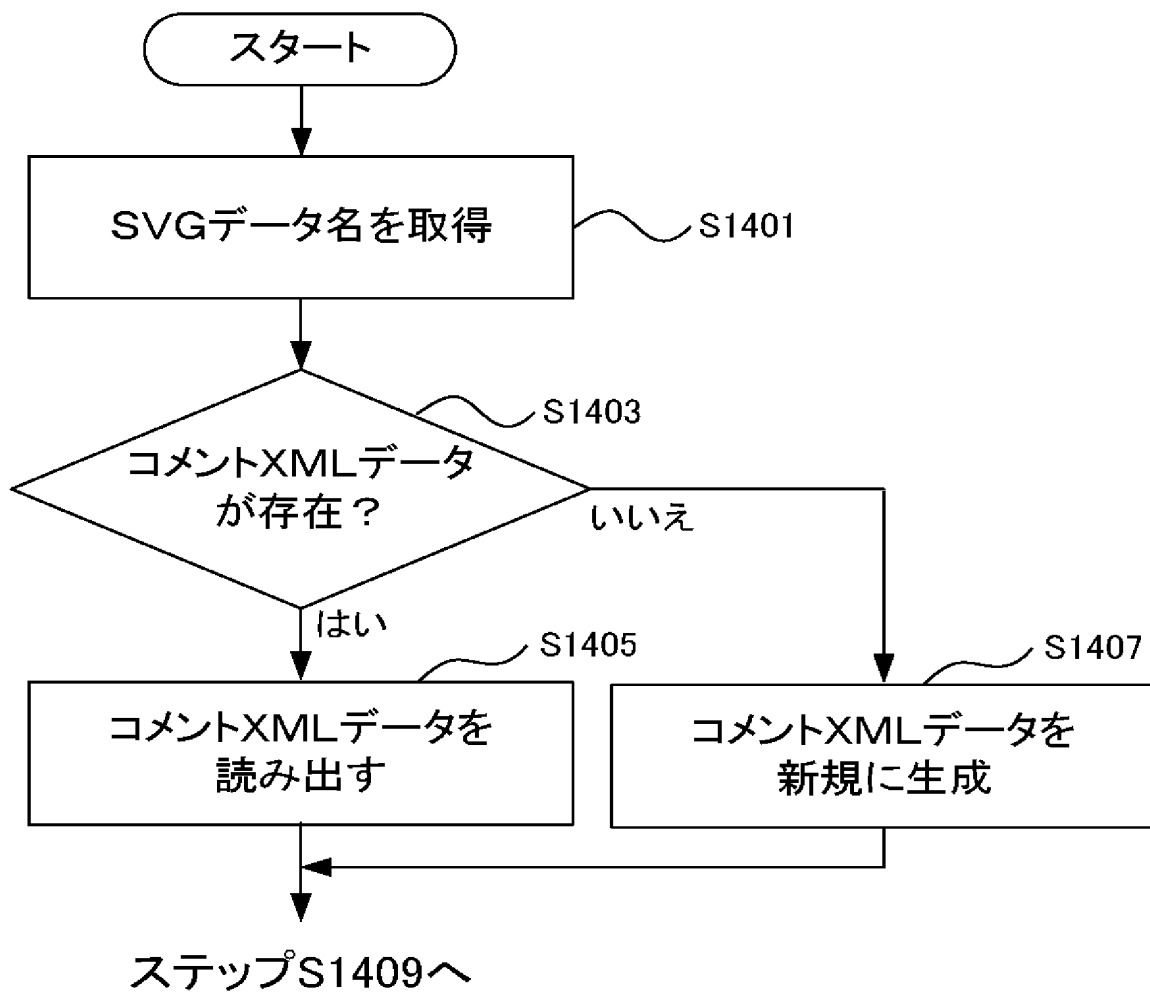 スタート
SVGデータ名を取得
S1401
S1403
コメントXMLデータ
が存在?
いいえ
はい
S1405
コメントXMLデータを
読み出す
S1407
コメントXMLデータを
新規に生成
ステップS1409へ